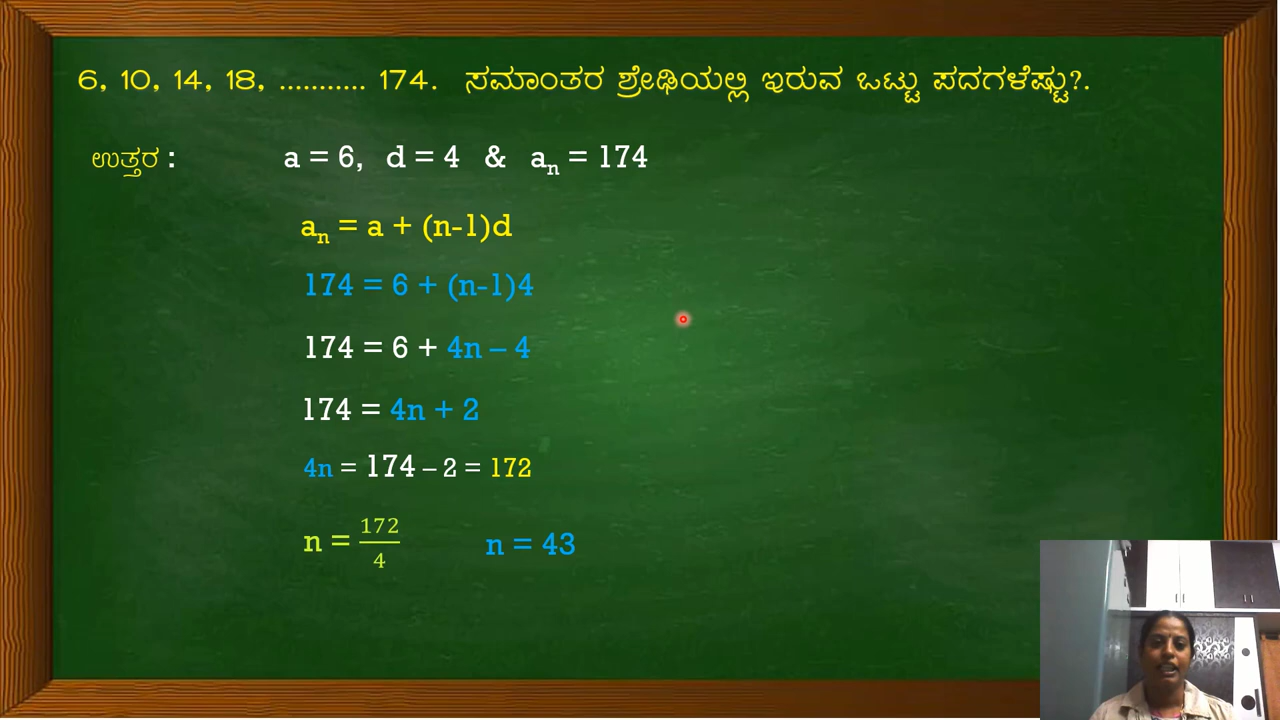 6, 10, 14, 18, ........... 174. ಸಮಾಂತರ ಶ್ರೇಢಿಯಲ್ಲಿ ಇರುವ ಒಟ್ಟು ಪದಗಳೆಷ್ಟು?.
ಉತ್ತರ : a = 6, d = 4 & aₙ = 174
aₙ = a + (n-1)d
174 = 6 + (n-1)4
174 = 6 + 4n – 4
174 = 4n + 2
4n = 174 – 2 = 172
n = 172/4 n = 43